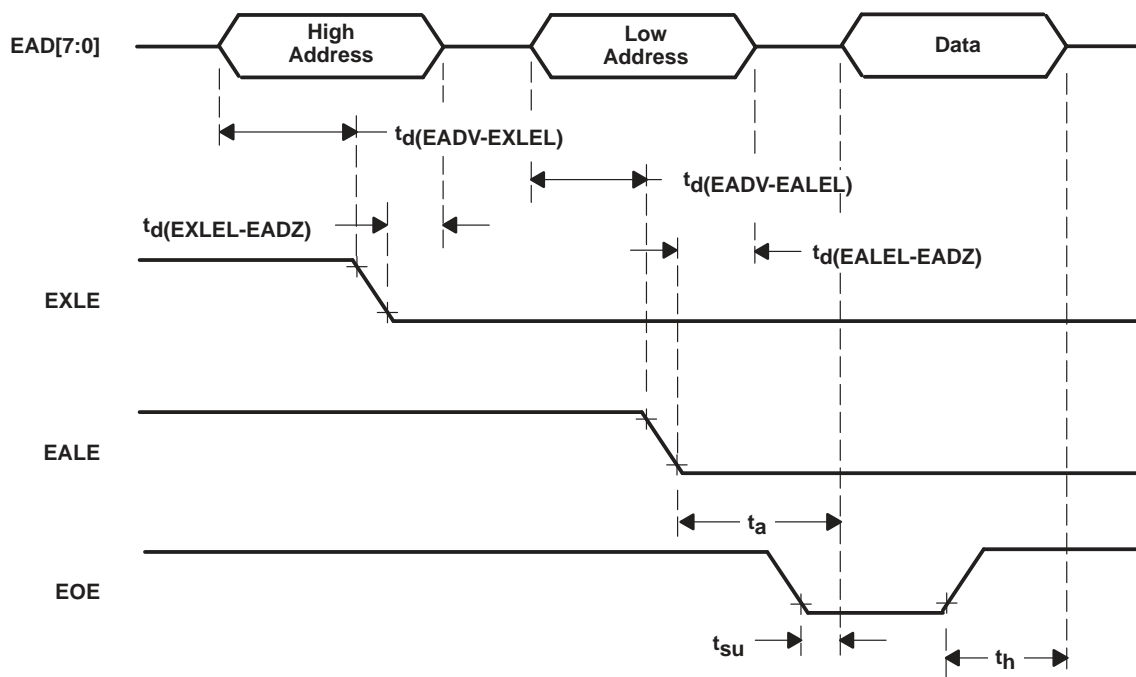 EAD[7:0]
High
Address
Low
Address
Data
td(EADV-EXLEL)
td(EADV-EALEL)
td(EXLEL-EADZ)
td(EALEL-EADZ)
EXLE
EALE
ta
EOE
tsu
th